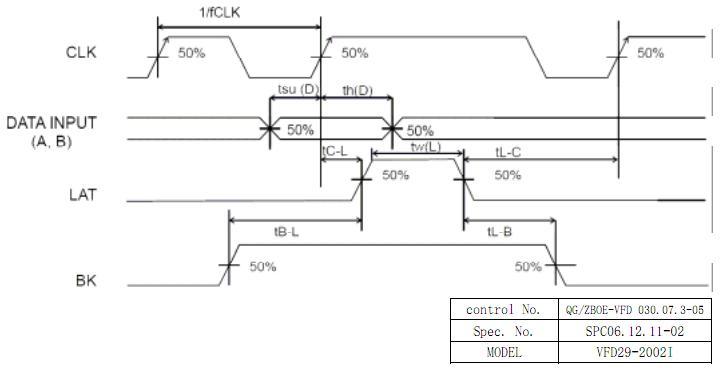 1/fCLK
CLK
50%
50%
50%
tsu (D)
th(D)
DATA INPUT
(A, B)
50%
50%
tC-L
tw(L)
tL-C
LAT
50%
50%
tB-L
tL-B
BK
50%
50%
control No. QG/ZBOE-VFD 030.07.3-05
Spec. No. SPC06.12.11-02
MODEL VFD29-2002I